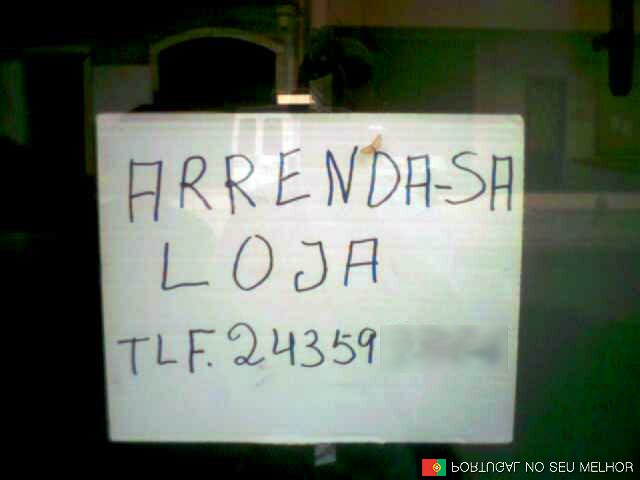 ARRENDA-SA
LOJA
TLF. 24359
PORTUGAL NO SEU MELHOR